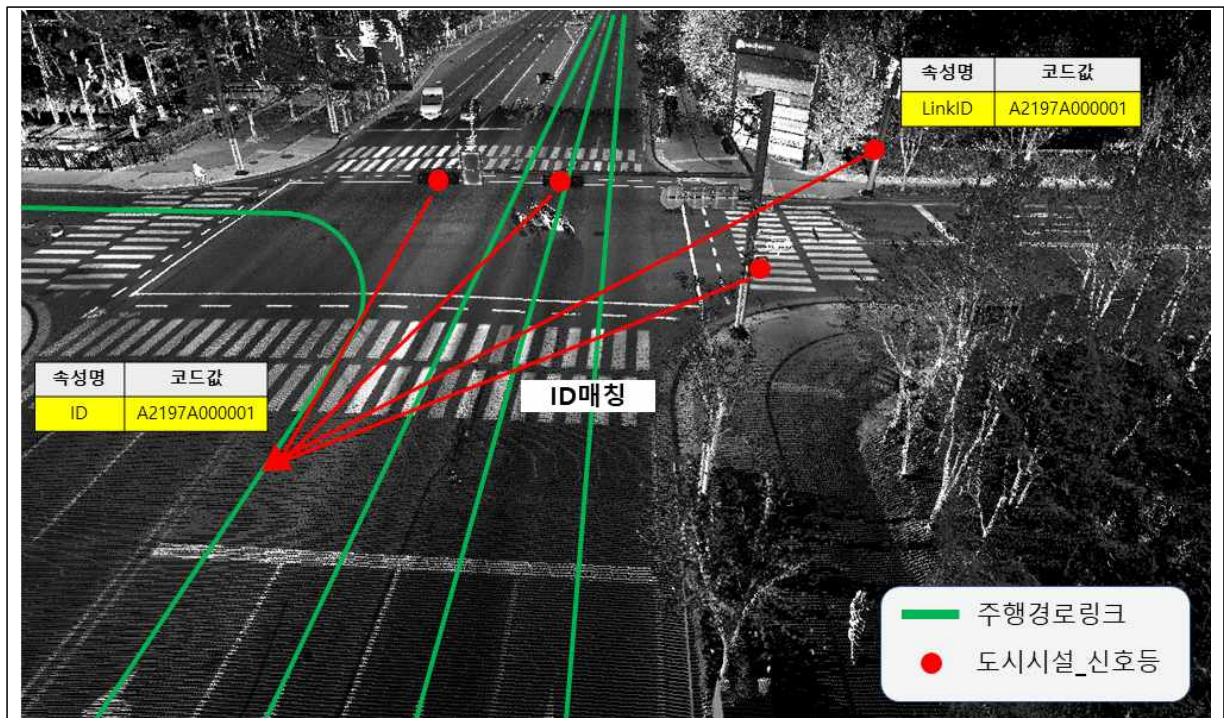 속성명 코드값
LinkID A2197A000001
속성명 코드값
ID A2197A000001
ID매칭
주행경로링크
도시시설_신호등